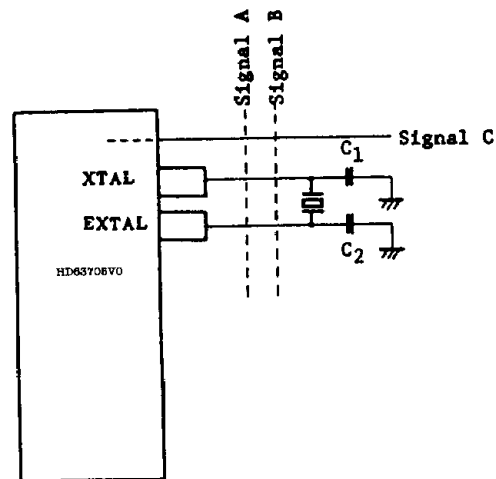 Signal A
Signal B
Signal C
C1
XTAL
EXTAL
C2
HD63705V0